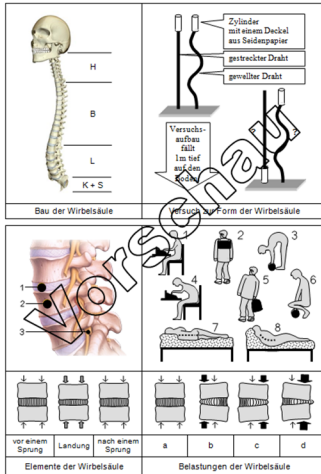 Zylinder
mit einem Deckel
aus Seidenpapier
gestreckter Draht
gewellter Draht
H
B
L
K + S
Versuchs-
aufbau
fällt
1m tief
auf den
Boden
Bau der Wirbelsäule
Versuch zur Form der Wirbelsäule
Vorschau
1
2
3
1
2
3
4
5
6
7
8
vor einem
Sprung
Landung
nach einem
Sprung
a
b
c
d
Elemente der Wirbelsäule
Belastungen der Wirbelsäule